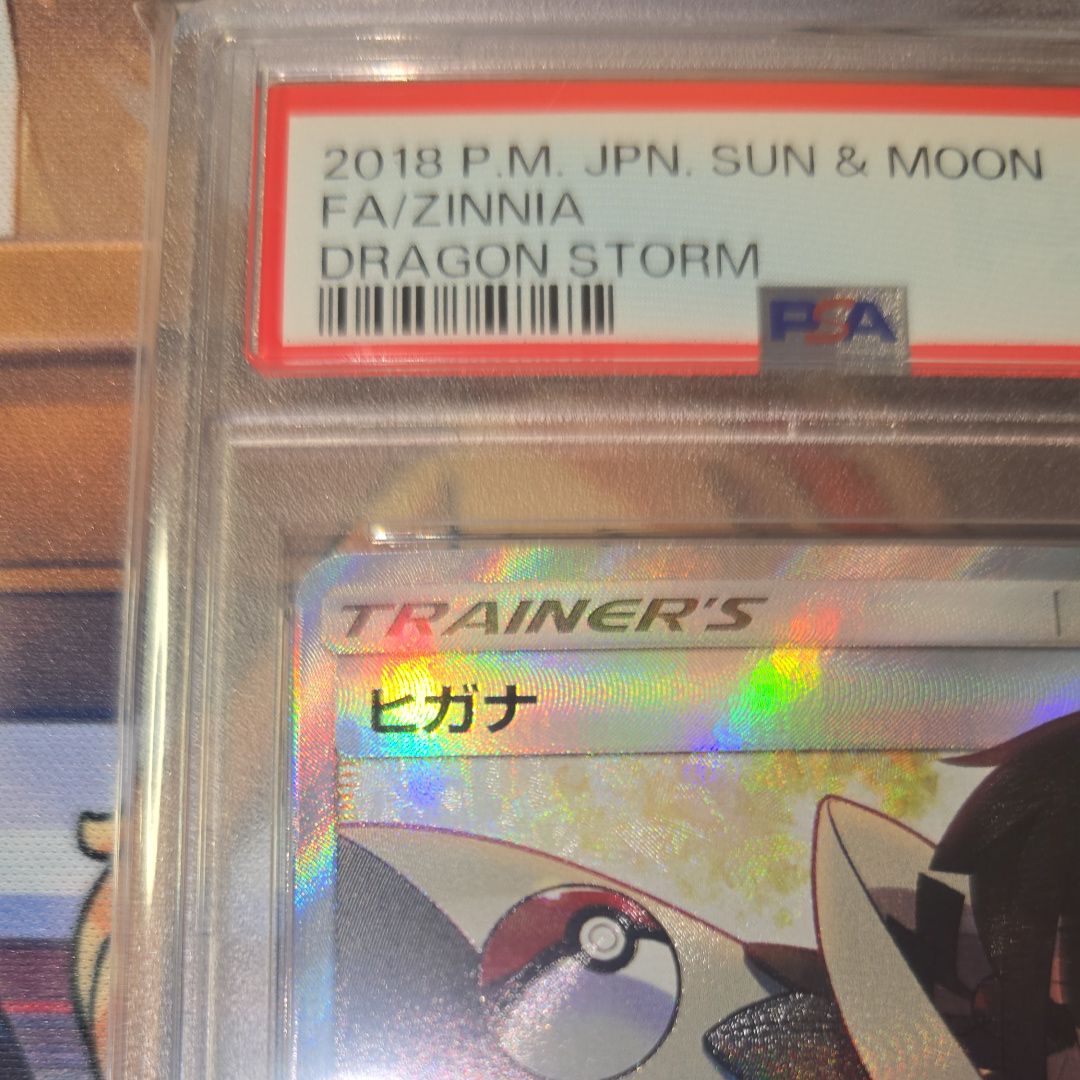 2018 P.M. JPN. SUN & MOON
FA/ZINNIA
DRAGON STORM
PSA
TRAINER'S
ヒガナ